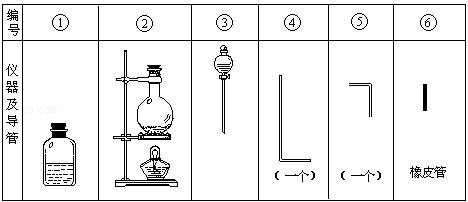 编号 ① ② ③ ④ ⑤ ⑥
仪器及导管 （一个） （一个） 橡皮管